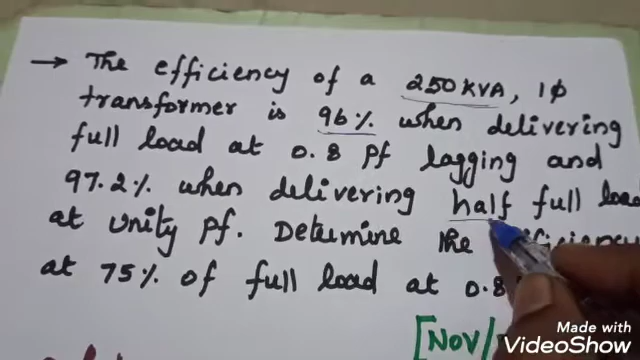 → The efficiency of a 250 KVA, 1ϕ
transformer is 96% when delivering
full load at 0.8 pf lagging and
97.2% when delivering half full load
at unity pf. Determine the
at 75% of full load at 0.8
[NOV/
Made with
VideoShow